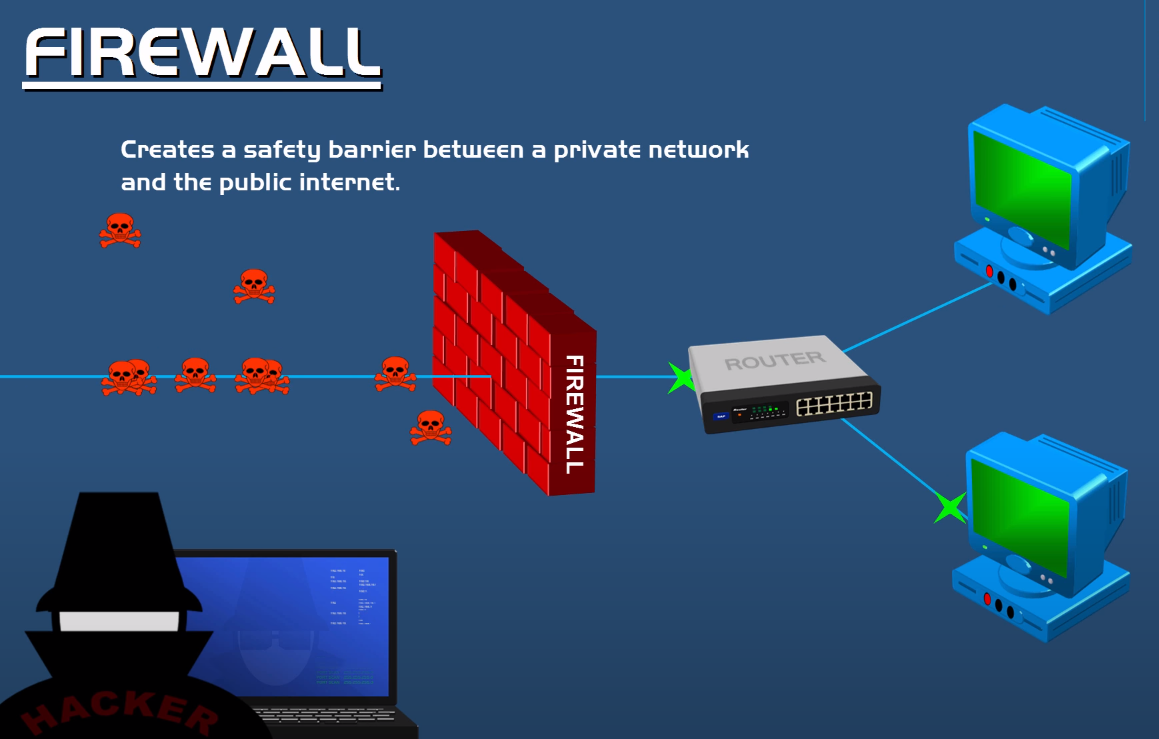 FIREWALL
Creates a safety barrier between a private network
and the public internet.
FIREWALL
ROUTER
HACKER